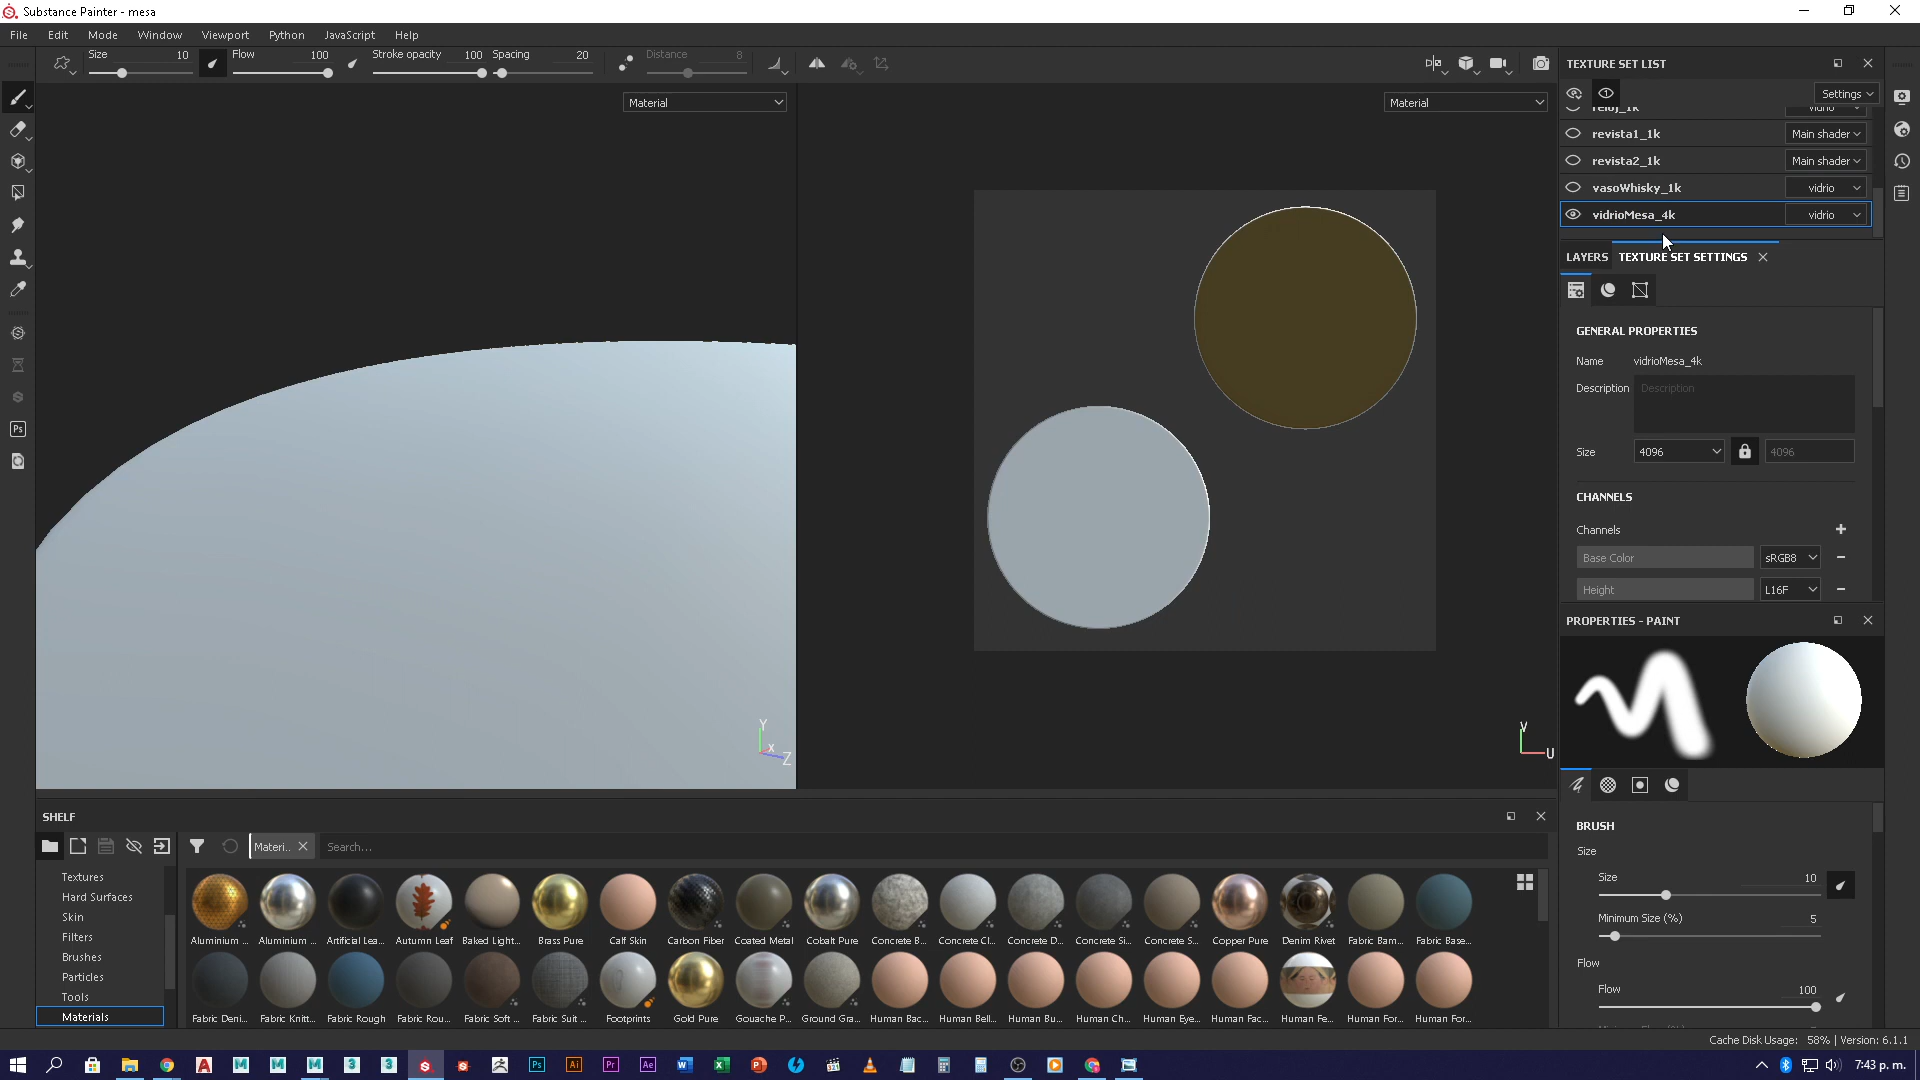 Substance Painter - mesa
File Edit Mode Window Viewport Python JavaScript Help
Size 10 Flow 100 Stroke opacity 100 Spacing 20 Distance 8
Material
Material
TEXTURE SET LIST
Settings
reloj_1k vidrio
revista1_1k Main shader
revista2_1k Main shader
vasoWhisky_1k vidrio
vidrioMesa_4k vidrio
LAYERS TEXTURE SET SETTINGS
GENERAL PROPERTIES
Name vidrioMesa_4k
Description Description
Size 4096 4096
CHANNELS
Channels
Base Color sRGB8
Height L16F
PROPERTIES - PAINT
BRUSH
Size
Size 10
Minimum Size (%) 5
Flow
Flow 100
Y
X
Z
V
U
SHELF
Materi.. Search...
Textures
Hard Surfaces
Skin
Filters
Brushes
Particles
Tools
Materials
Aluminium ... Aluminium ... Artificial Lea... Autumn Leaf Baked Light... Brass Pure Calf Skin Carbon Fiber Coated Metal Cobalt Pure Concrete B... Concrete Cl... Concrete D... Concrete Si... Concrete S... Copper Pure Denim Rivet Fabric Bam... Fabric Base...
Fabric Deni... Fabric Knitt... Fabric Rough Fabric Rou... Fabric Soft ... Fabric Suit ... Footprints Gold Pure Gouache P... Ground Gra... Human Bac... Human Bell... Human Bu... Human Ch... Human Eye... Human Fac... Human Fe... Human For... Human For...
Cache Disk Usage: 58% | Version: 6.1.1
7:43 p. m.